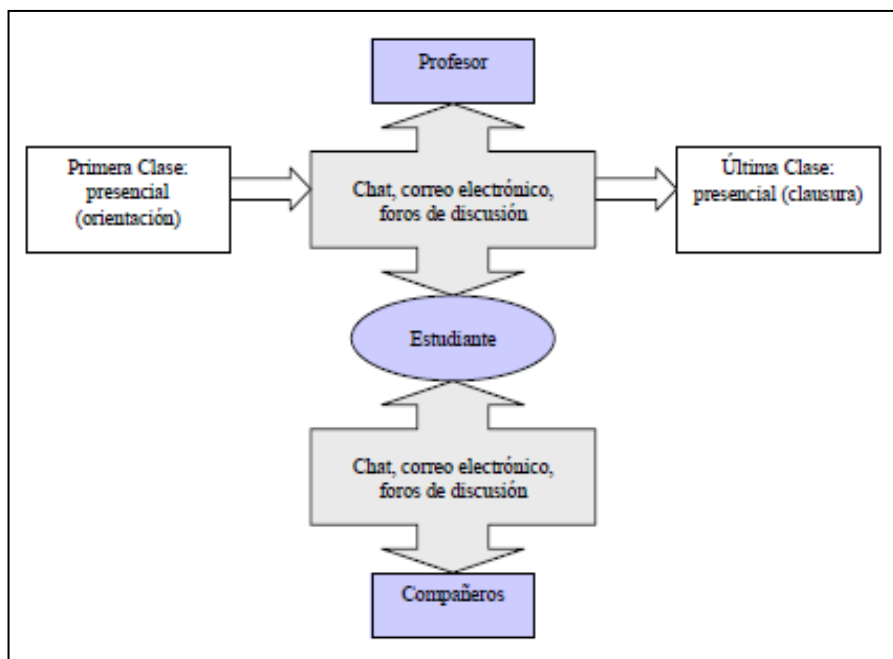 Profesor
Primera Clase:
presencial
(orientación)
Chat, correo electrónico,
foros de discusión
Última Clase:
presencial (clausura)
Estudiante
Chat, correo electrónico,
foros de discusión
Compañeros